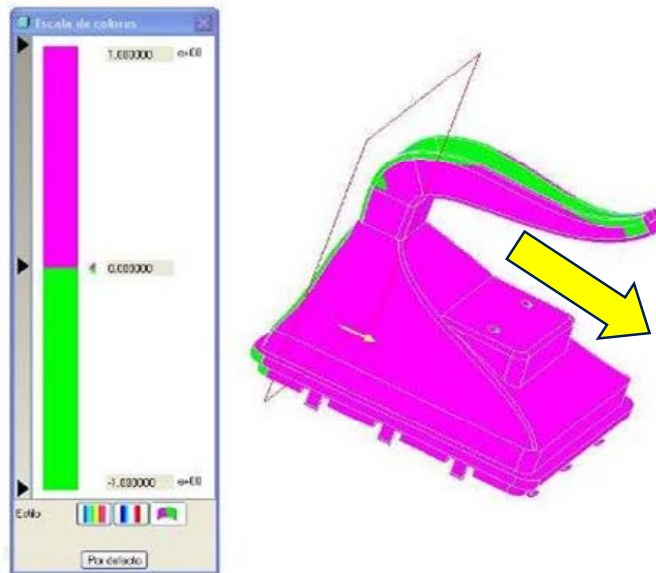 Escala de colores
1.000000 e+00
0.000000
-1.000000 e+00
Estilo
Por defecto